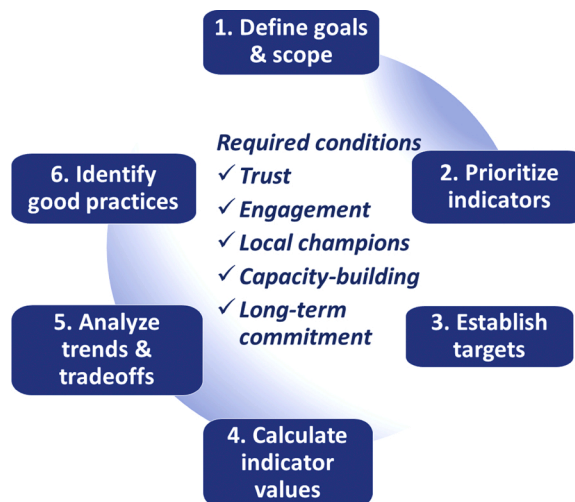 1. Define goals
& scope
2. Prioritize
indicators
3. Establish
targets
4. Calculate
indicator
values
5. Analyze
trends &
tradeoffs
6. Identify
good practices
Required conditions
✓ Trust
✓ Engagement
✓ Local champions
✓ Capacity-building
✓ Long-term
commitment